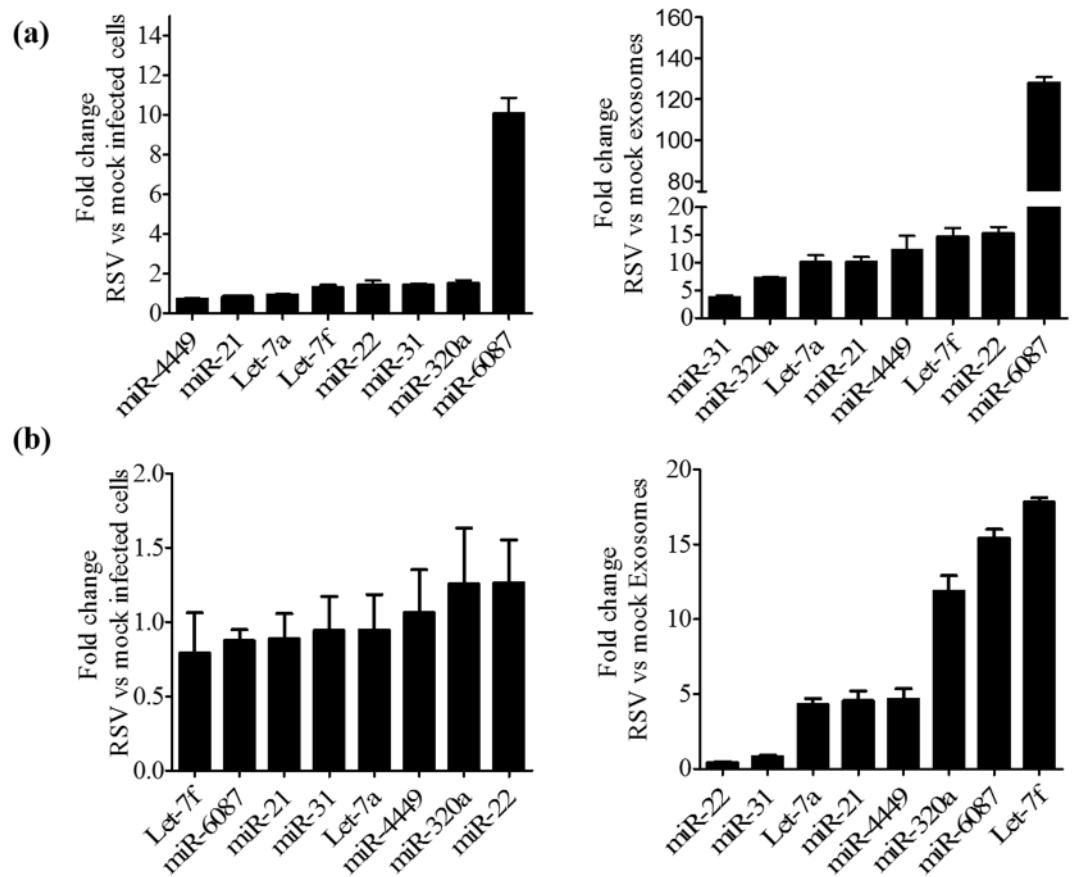 (a)
Fold change
RSV vs mock infected cells
14
12
10
8
6
4
2
0
miR-4449
miR-21
Let-7a
Let-7f
miR-22
miR-31
miR-320a
miR-6087
Fold change
RSV vs mock exosomes
160
140
120
100
80
20
15
10
5
0
miR-31
miR-320a
Let-7a
miR-21
miR-4449
Let-7f
miR-22
miR-6087
(b)
Fold change
RSV vs mock infected cells
2.0
1.5
1.0
0.5
0.0
Let-7f
miR-6087
miR-21
miR-31
Let-7a
miR-4449
miR-320a
miR-22
Fold change
RSV vs mock Exosomes
20
15
10
5
0
miR-22
miR-31
Let-7a
miR-21
miR-4449
miR-320a
miR-6087
Let-7f